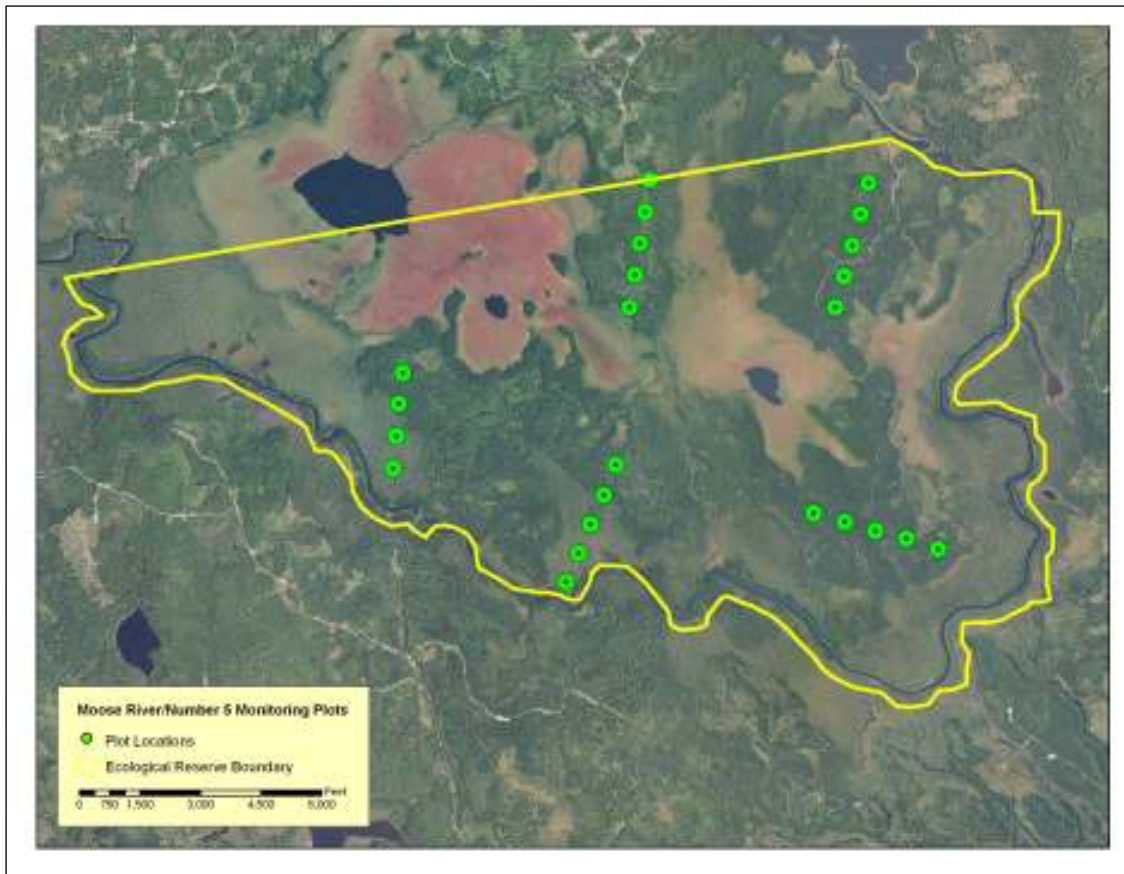 Moose River/Number 5 Monitoring Plots
Plot Locations
Ecological Reserve Boundary
Feet
0 750 1,500 3,000 4,500 6,000